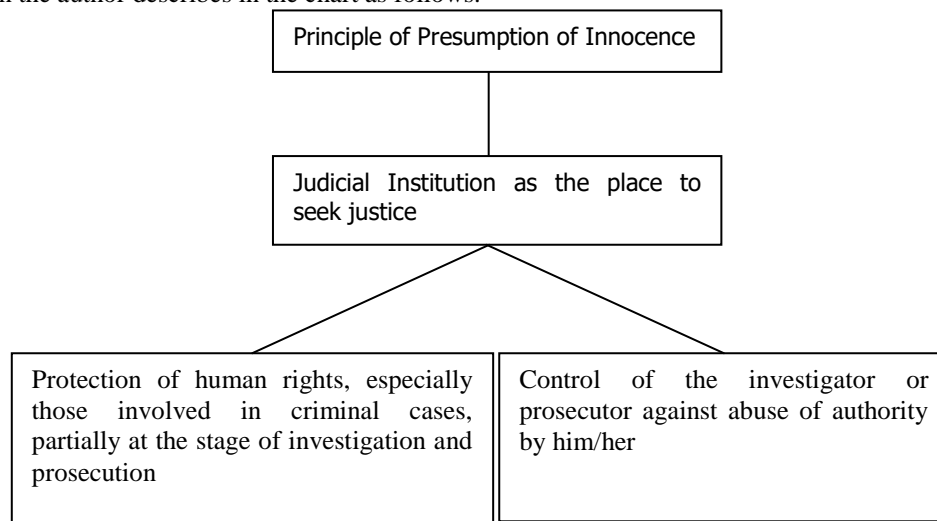 the author describes in the chart as follows.
Principle of Presumption of Innocence
Judicial Institution as the place to
seek justice
Protection of human rights, especially
those involved in criminal cases,
partially at the stage of investigation and
prosecution
Control of the investigator or
prosecutor against abuse of authority
by him/her